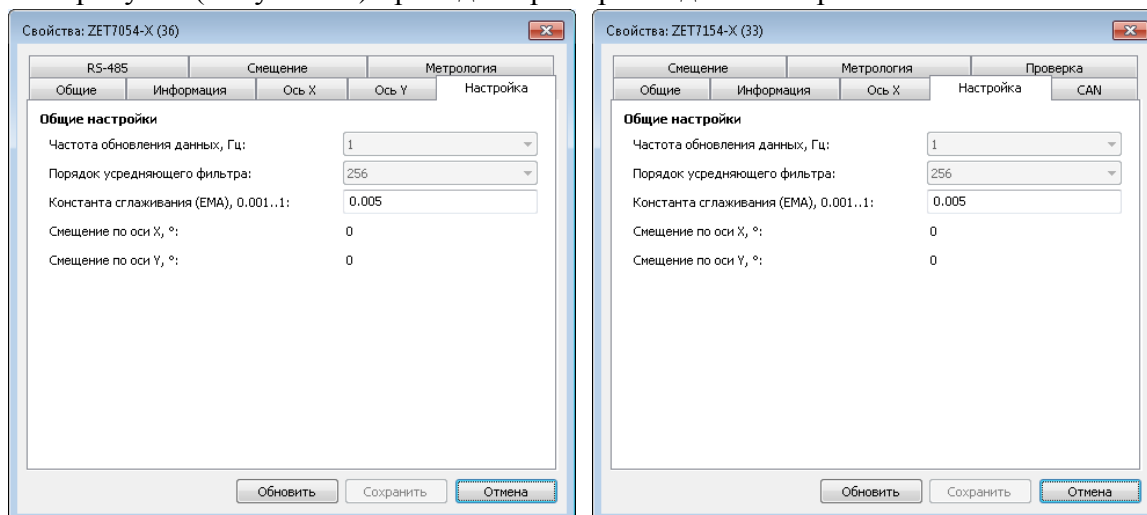 Свойства: ZET7054-X (36)
RS-485 Смещение Метрология
Общие Информация Ось X Ось Y Настройка
Общие настройки
Частота обновления данных, Гц: 1
Порядок усредняющего фильтра: 256
Константа сглаживания (EMA), 0.001..1: 0.005
Смещение по оси X, °: 0
Смещение по оси Y, °: 0
Обновить Сохранить Отмена
Свойства: ZET7154-X (33)
Смещение Метрология Проверка
Общие Информация Ось X Настройка CAN
Общие настройки
Частота обновления данных, Гц: 1
Порядок усредняющего фильтра: 256
Константа сглаживания (EMA), 0.001..1: 0.005
Смещение по оси X, °: 0
Смещение по оси Y, °: 0
Обновить Сохранить Отмена